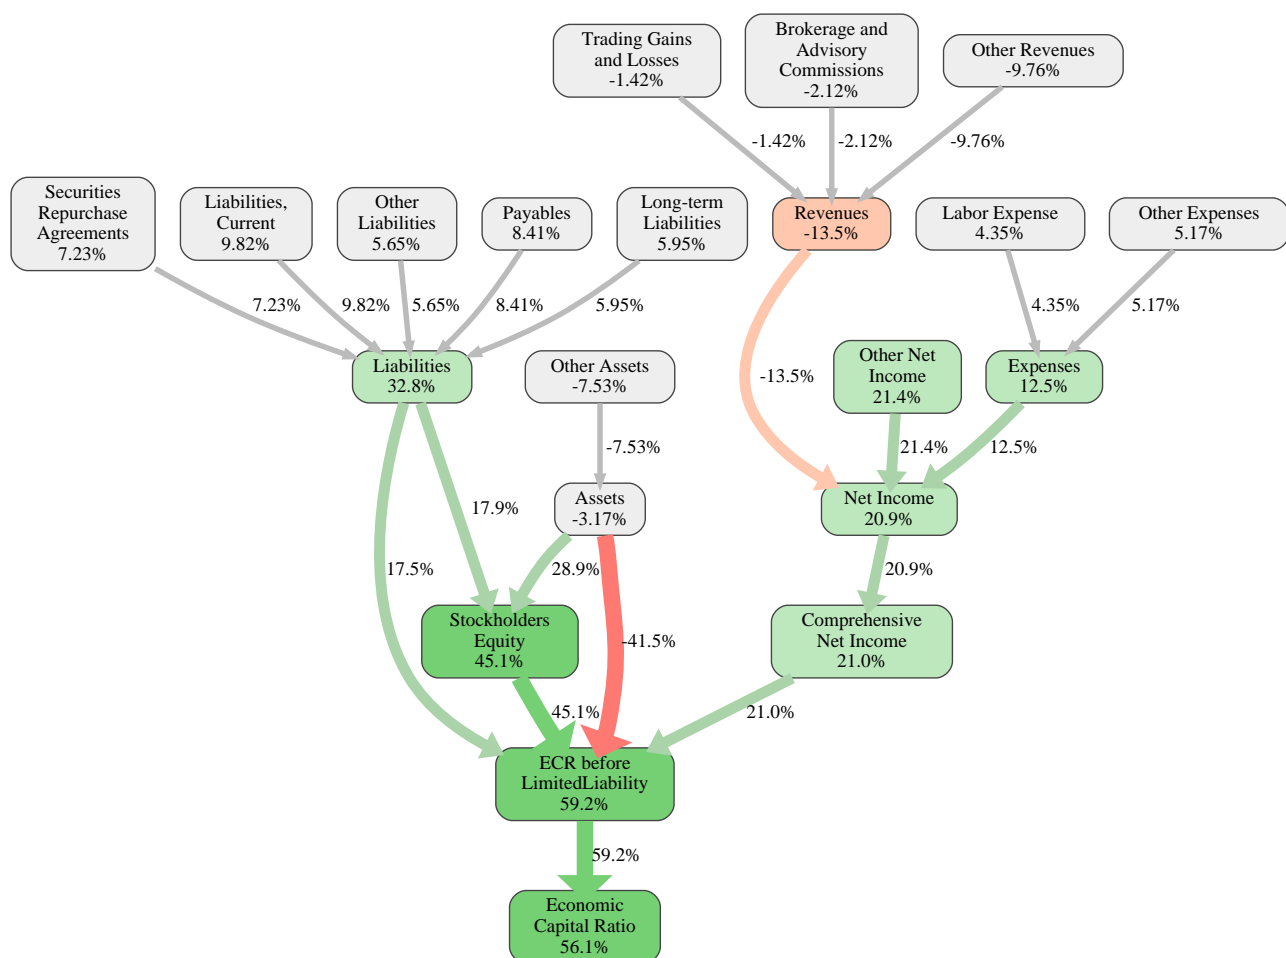 Trading Gains
and Losses
-1.42%
Brokerage and
Advisory
Commissions
-2.12%
Other Revenues
-9.76%
-1.42%
-2.12%
-9.76%
Securities
Repurchase
Agreements
7.23%
Liabilities,
Current
9.82%
Other
Liabilities
5.65%
Payables
8.41%
Long-term
Liabilities
5.95%
Revenues
-13.5%
Labor Expense
4.35%
Other Expenses
5.17%
7.23%
9.82%
5.65%
8.41%
5.95%
4.35%
5.17%
Liabilities
32.8%
Other Assets
-7.53%
-13.5%
Other Net
Income
21.4%
Expenses
12.5%
-7.53%
21.4%
12.5%
17.9%
Assets
-3.17%
Net Income
20.9%
17.5%
28.9%
20.9%
Stockholders
Equity
45.1%
-41.5%
Comprehensive
Net Income
21.0%
45.1%
21.0%
ECR before
LimitedLiability
59.2%
59.2%
Economic
Capital Ratio
56.1%